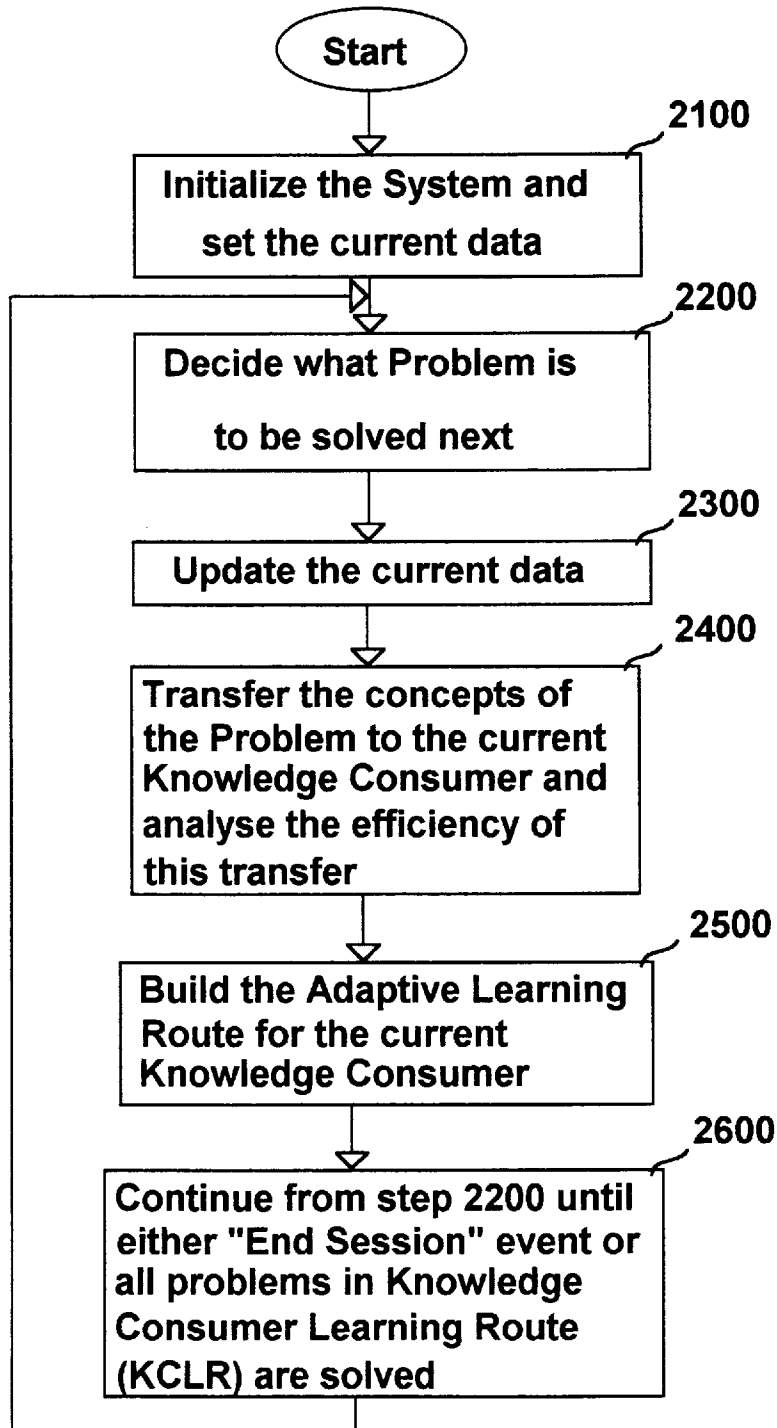 Start
2100
Initialize the System and
set the current data
2200
Decide what Problem is
to be solved next
2300
Update the current data
2400
Transfer the concepts of
the Problem to the current
Knowledge Consumer and
analyse the efficiency of
this transfer
2500
Build the Adaptive Learning
Route for the current
Knowledge Consumer
2600
Continue from step 2200 until
either "End Session" event or
all problems in Knowledge
Consumer Learning Route
(KCLR) are solved